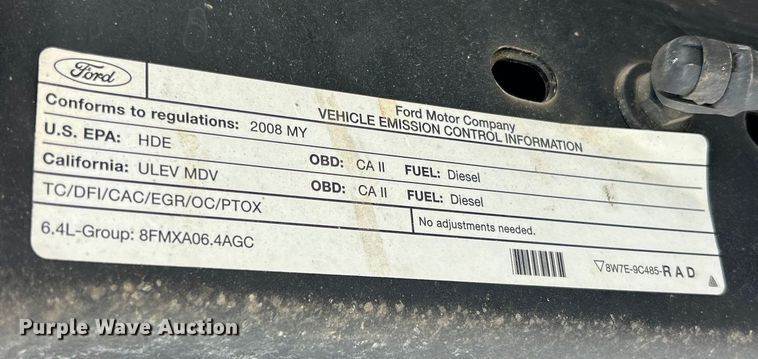 Ford
Ford Motor Company
VEHICLE EMISSION CONTROL INFORMATION
Conforms to regulations: 2008 MY
U.S. EPA: HDE OBD: CA II FUEL: Diesel
California: ULEV MDV OBD: CA II FUEL: Diesel
TC/DFI/CAC/EGR/OC/PTOX No adjustments needed.
6.4L-Group: 8FMXA06.4AGC
8W7E-9C485-R A D
Purple Wave Auction